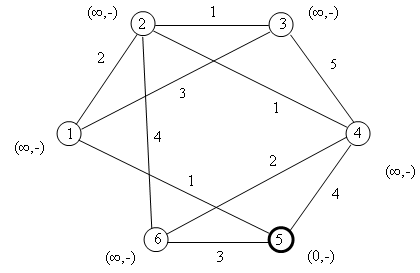 (∞,-) 2 1 3 (∞,-)
2 5
3
1 1 4
(∞,-) 4 (∞,-)
1 2 4
(∞,-) 6 3 5 (0,-)